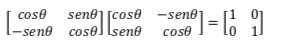 [cosθ senθ][cosθ −senθ] = [1 0]
[−senθ cosθ][senθ cosθ] = [0 1]